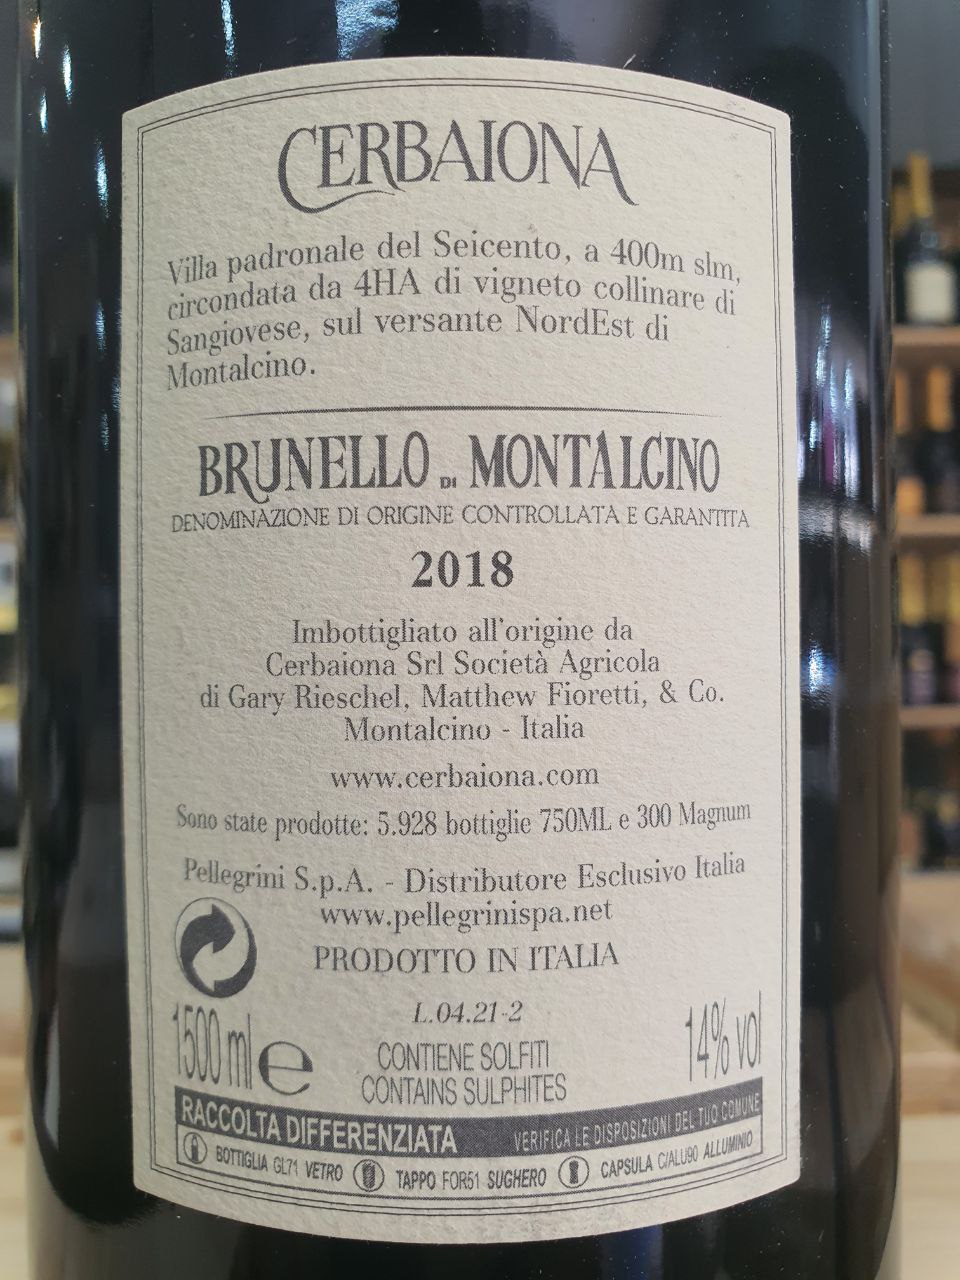 CERBAIONA
Villa padronale del Seicento, a 400m slm,
circondata da 4HA di vigneto collinare di
Sangiovese, sul versante NordEst di
Montalcino.
BRUNELLO DI MONTALCINO
DENOMINAZIONE DI ORIGINE CONTROLLATA E GARANTITA
2018
Imbottigliato all'origine da
Cerbaiona Srl Società Agricola
di Gary Rieschel, Matthew Fioretti, & Co.
Montalcino - Italia
www.cerbaiona.com
Sono state prodotte: 5.928 bottiglie 750ML e 300 Magnum
Pellegrini S.p.A. - Distributore Esclusivo Italia
www.pellegrinispa.net
PRODOTTO IN ITALIA
L.04.21-2
1500 ml e
CONTIENE SOLFITI
CONTAINS SULPHITES
14% vol
RACCOLTA DIFFERENZIATA VERIFICA LE DISPOSIZIONI DEL TUO COMUNE
BOTTIGLIA GL71 VETRO TAPPO FOR51 SUGHERO CAPSULA C/ALU90 ALLUMINIO